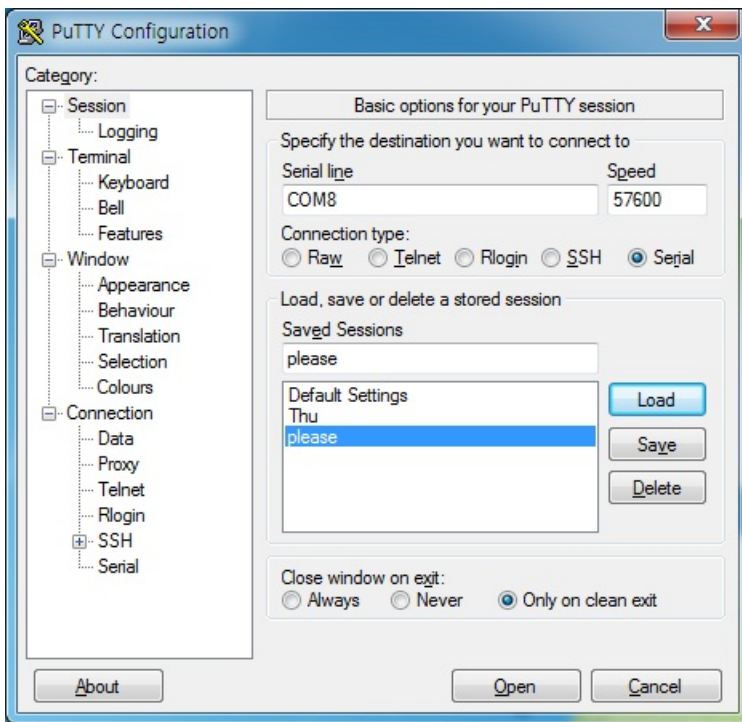 PuTTY Configuration
Category:
Session
Logging
Terminal
Keyboard
Bell
Features
Window
Appearance
Behaviour
Translation
Selection
Colours
Connection
Data
Proxy
Telnet
Rlogin
SSH
Serial
Basic options for your PuTTY session
Specify the destination you want to connect to
Serial line Speed
COM8 57600
Connection type:
Raw Telnet Rlogin SSH Serial
Load, save or delete a stored session
Saved Sessions
please
Default Settings
Thu
please
Load
Save
Delete
Close window on exit:
Always Never Only on clean exit
About Open Cancel